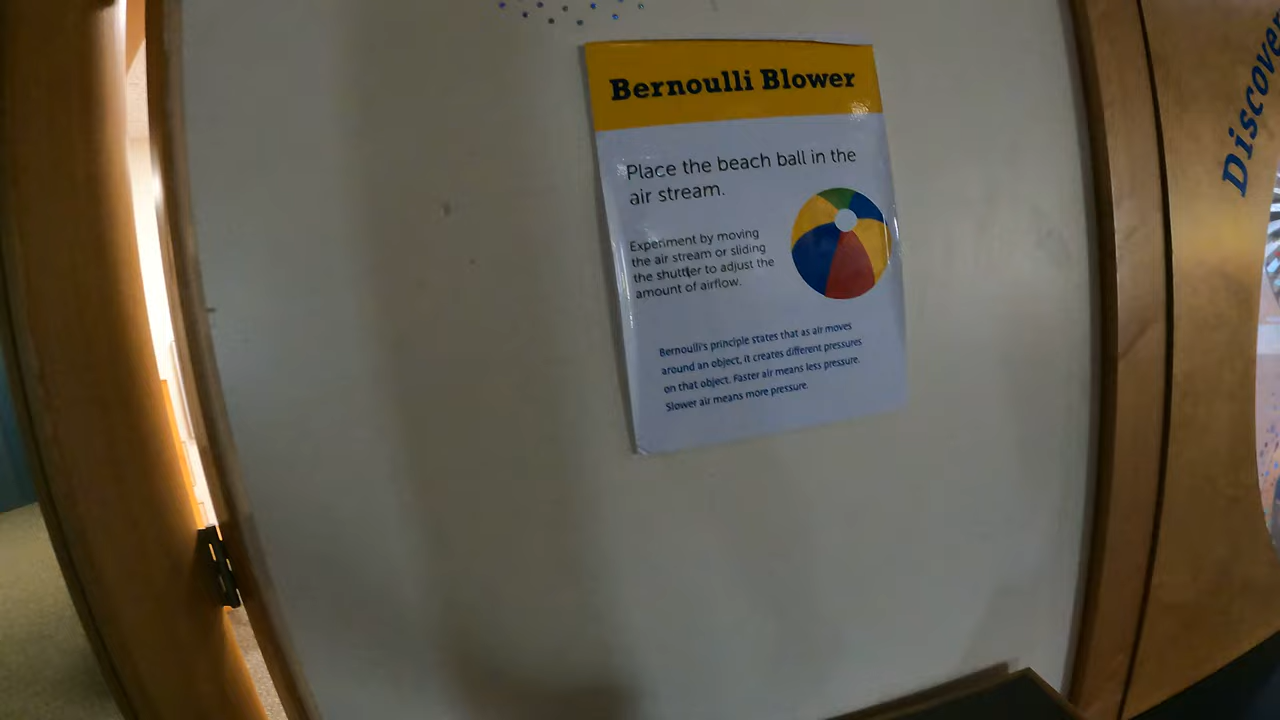 Bernoulli Blower
Place the beach ball in the
air stream.
Experiment by moving
the air stream or sliding
the shuttler to adjust the
amount of airflow.
Bernoulli's principle states that as air moves
around an object, it creates different pressures
on that object. Faster air means less pressure.
Slower air means more pressure.